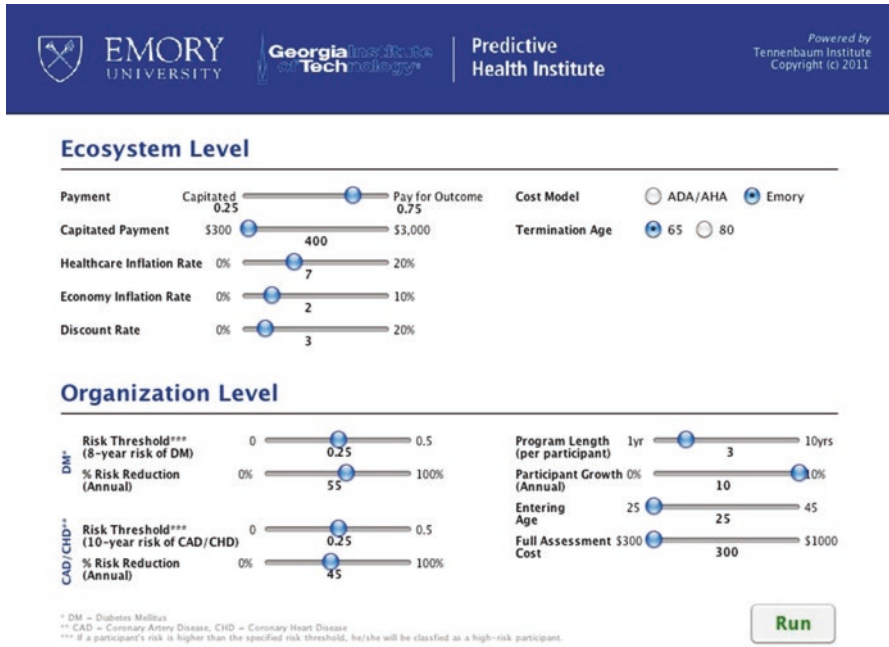 EMORY
UNIVERSITY
GeorgiaInstitute
of Technology®
Predictive
Health Institute
Powered by
Tennenbaum Institute
Copyright (c) 2011
Ecosystem Level
Payment Capitated Pay for Outcome
0.25 0.75
Capitated Payment $300 $3,000
400
Healthcare Inflation Rate 0% 20%
7
Economy Inflation Rate 0% 10%
2
Discount Rate 0% 20%
3
Cost Model ADA/AHA Emory
Termination Age 65 80
Organization Level
DM*
Risk Threshold*** 0 0.5
(8-year risk of DM) 0.25
% Risk Reduction 0% 100%
(Annual) 55
CAD/CHD**
Risk Threshold*** 0 0.5
(10-year risk of CAD/CHD) 0.25
% Risk Reduction 0% 100%
(Annual) 45
Program Length 1yr 10yrs
(per participant) 3
Participant Growth 0% 10%
(Annual) 10
Entering 25 45
Age 25
Full Assessment $300 $1000
Cost 300
* DM = Diabetes Mellitus
** CAD = Coronary Artery Disease, CHD = Coronary Heart Disease
*** If a participant's risk is higher than the specified risk threshold, he/she will be classfied as a high-risk participant.
Run